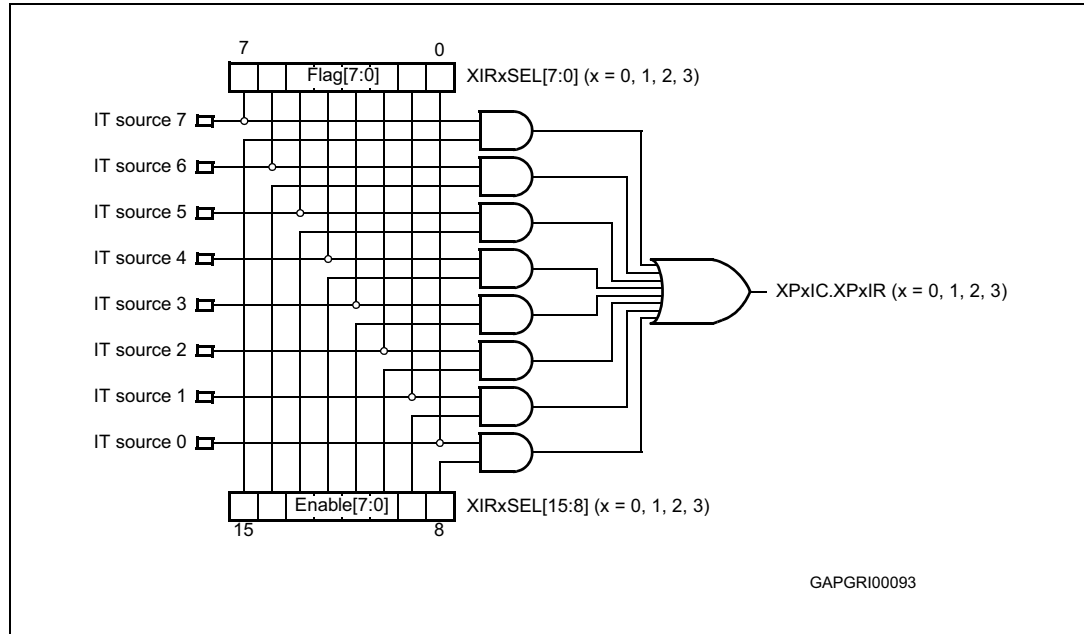 7 0
Flag[7:0] XIRxSEL[7:0] (x = 0, 1, 2, 3)
IT source 7
IT source 6
IT source 5
IT source 4
IT source 3
XPxIC.XPxIR (x = 0, 1, 2, 3)
IT source 2
IT source 1
IT source 0
Enable[7:0] XIRxSEL[15:8] (x = 0, 1, 2, 3)
15 8
GAPGRI00093